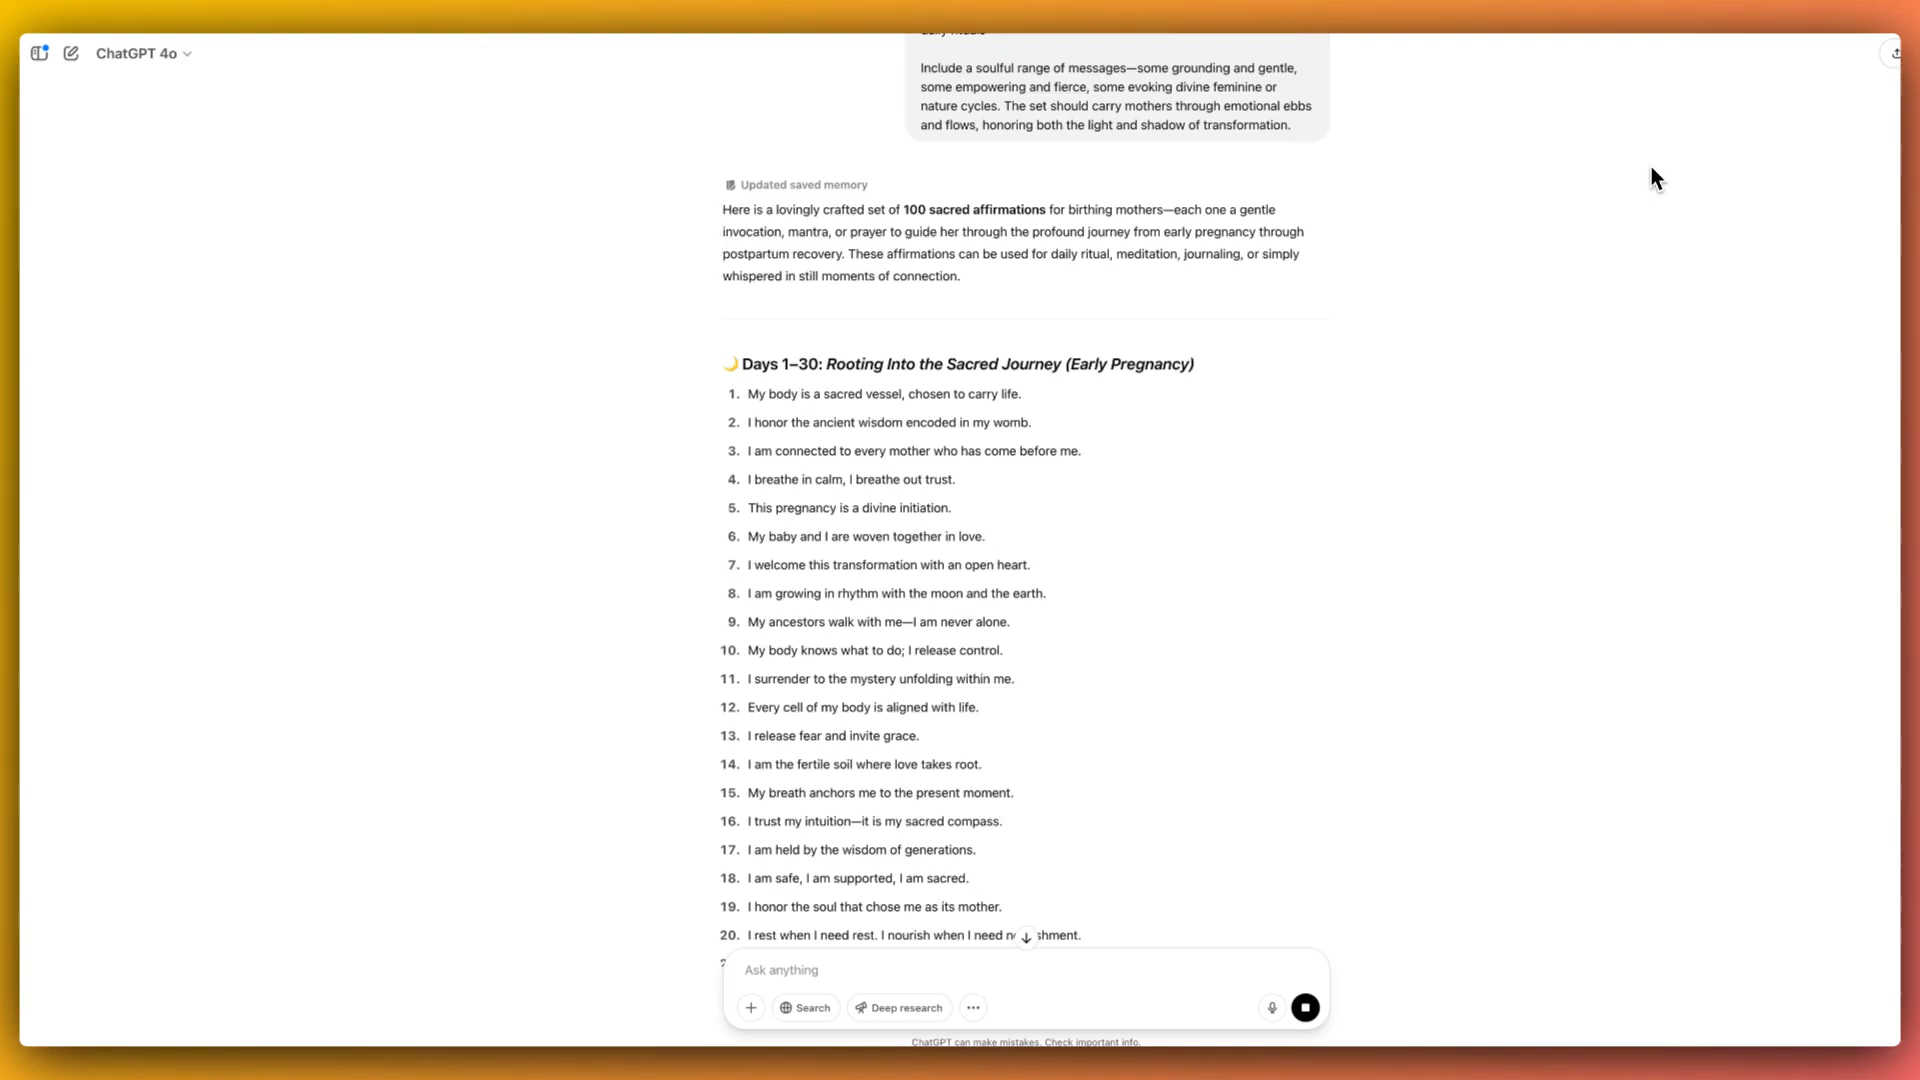 ChatGPT 4o
Include a soulful range of messages—some grounding and gentle,
some empowering and fierce, some evoking divine feminine or
nature cycles. The set should carry mothers through emotional ebbs
and flows, honoring both the light and shadow of transformation.
Updated saved memory
Here is a lovingly crafted set of 100 sacred affirmations for birthing mothers—each one a gentle
invocation, mantra, or prayer to guide her through the profound journey from early pregnancy through
postpartum recovery. These affirmations can be used for daily ritual, meditation, journaling, or simply
whispered in still moments of connection.
🌙 Days 1–30: Rooting Into the Sacred Journey (Early Pregnancy)
1. My body is a sacred vessel, chosen to carry life.
2. I honor the ancient wisdom encoded in my womb.
3. I am connected to every mother who has come before me.
4. I breathe in calm, I breathe out trust.
5. This pregnancy is a divine initiation.
6. My baby and I are woven together in love.
7. I welcome this transformation with an open heart.
8. I am growing in rhythm with the moon and the earth.
9. My ancestors walk with me—I am never alone.
10. My body knows what to do; I release control.
11. I surrender to the mystery unfolding within me.
12. Every cell of my body is aligned with life.
13. I release fear and invite grace.
14. I am the fertile soil where love takes root.
15. My breath anchors me to the present moment.
16. I trust my intuition—it is my sacred compass.
17. I am held by the wisdom of generations.
18. I am safe, I am supported, I am sacred.
19. I honor the soul that chose me as its mother.
20. I rest when I need rest. I nourish when I need
Ask anything
Search
Deep research
ChatGPT can make mistakes. Check important info.